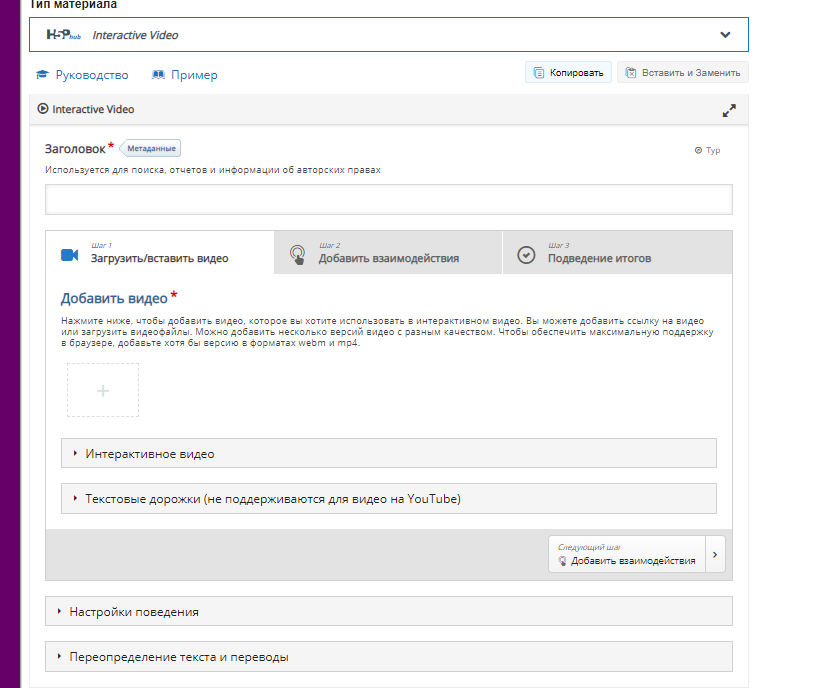 Тип материала
H5P hub Interactive Video
Руководство Пример Копировать Вставить и Заменить
Interactive Video
Заголовок * Метаданные Тур
Используется для поиска, отчетов и информации об авторских правах
Шаг 1 Шаг 2 Шаг 3
Загрузить/вставить видео Добавить взаимодействия Подведение итогов
Добавить видео *
Нажмите ниже, чтобы добавить видео, которое вы хотите использовать в интерактивном видео. Вы можете добавить ссылку на видео
или загрузить видеофайлы. Можно добавить несколько версий видео с разным качеством. Чтобы обеспечить максимальную поддержку
в браузере, добавьте хотя бы версию в форматах webm и mp4.
+
Интерактивное видео
Текстовые дорожки (не поддерживаются для видео на YouTube)
Следующий шаг
Добавить взаимодействия
Настройки поведения
Переопределение текста и переводы